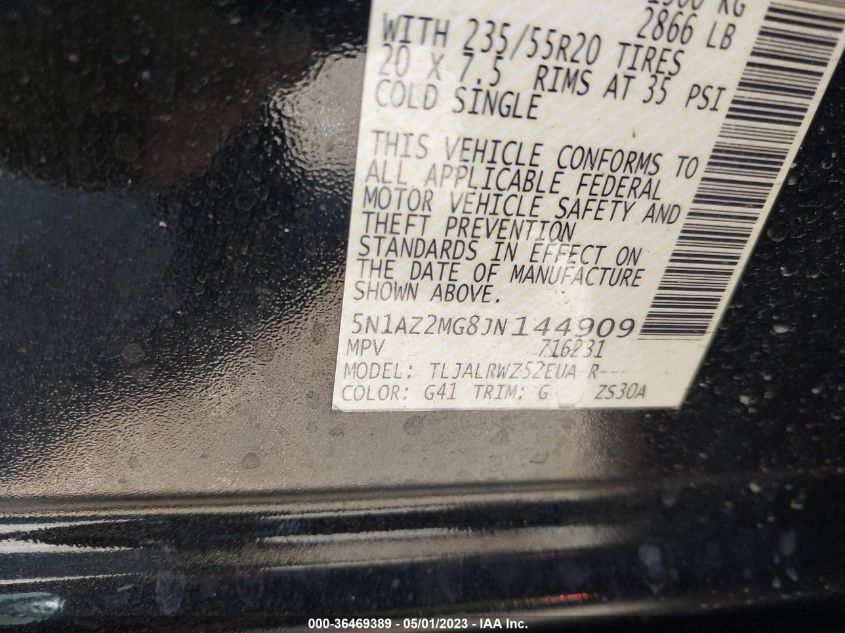 KG
2866 LB
WITH 235/55R20 TIRES
20 X 7.5 RIMS AT 35 PSI
COLD SINGLE
THIS VEHICLE CONFORMS TO
ALL APPLICABLE FEDERAL
MOTOR VEHICLE SAFETY AND
THEFT PREVENTION
STANDARDS IN EFFECT ON
THE DATE OF MANUFACTURE
SHOWN ABOVE.
5N1AZ2MG8JN144909
MPV 716231
MODEL: TLJALRWZ52EUA-R---
COLOR: G41 TRIM: G ZS30A
000-36469389 - 05/01/2023 - IAA Inc.